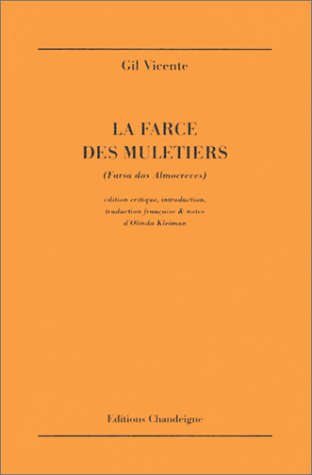 Gil Vicente
LA FARCE
DES MULETIERS
(Farsa dos Almocreves)
édition critique, introduction,
traduction française & notes
d'Olinda Kleiman
Editions Chandeigne